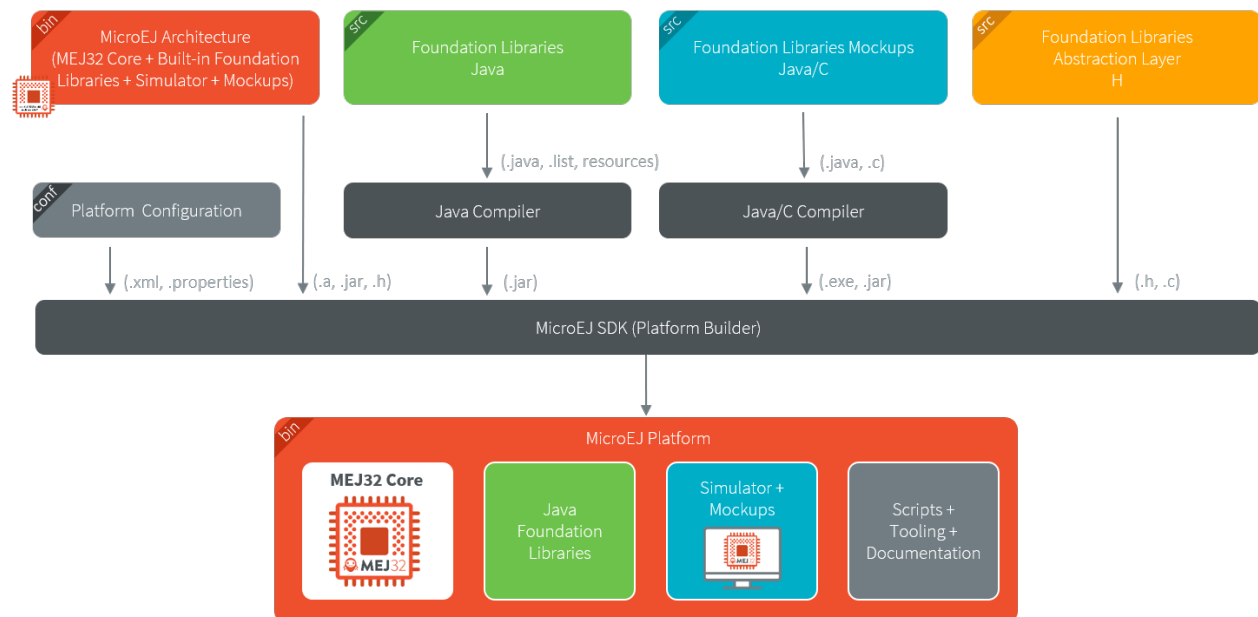 bin
MicroEJ Architecture
(MEJ32 Core + Built-in Foundation
Libraries + Simulator + Mockups)
src
Foundation Libraries
Java
src
Foundation Libraries Mockups
Java/C
src
Foundation Libraries
Abstraction Layer
H
(.java, .list, resources)
(.java, .c)
conf
Platform Configuration
Java Compiler
Java/C Compiler
(.xml, .properties)
(.a, .jar, .h)
(.jar)
(.exe, .jar)
(.h, .c)
MicroEJ SDK (Platform Builder)
bin
MicroEJ Platform
MEJ32 Core
MEJ32
Java
Foundation
Libraries
Simulator +
Mockups
Scripts +
Tooling +
Documentation